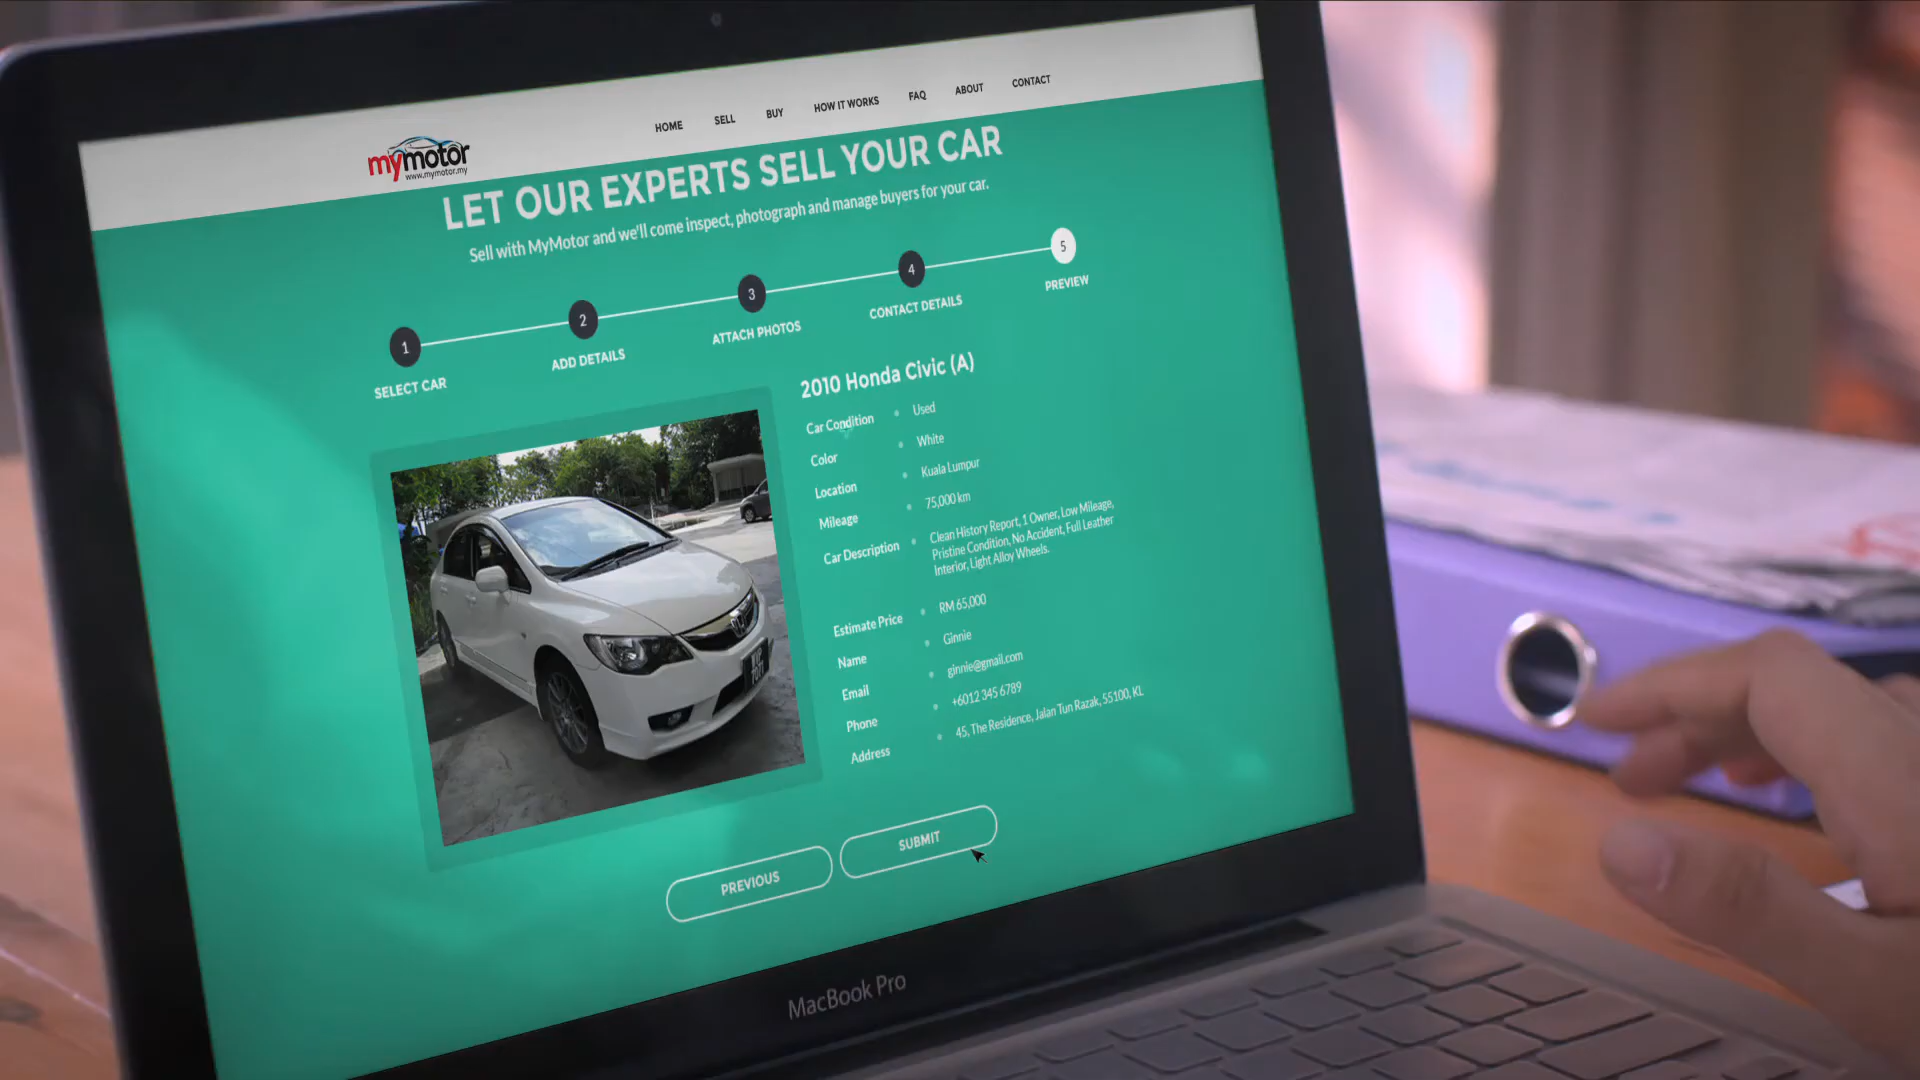 HOME SELL BUY HOW IT WORKS FAQ ABOUT CONTACT
mymotor
www.mymotor.my
LET OUR EXPERTS SELL YOUR CAR
Sell with MyMotor and we'll come inspect, photograph and manage buyers for your car.
1 2 3 4 5
SELECT CAR ADD DETAILS ATTACH PHOTOS CONTACT DETAILS PREVIEW
2010 Honda Civic (A)
Car Condition • Used
Color • White
Location • Kuala Lumpur
Mileage • 75,000 km
Car Description • Clean History Report, 1 Owner, Low Mileage,
Pristine Condition, No Accident, Full Leather
Interior, Light Alloy Wheels.
Estimate Price • RM 65,000
Name • Ginnie
Email • ginnie@gmail.com
Phone • +6012 345 6789
Address • 45, The Residence, Jalan Tun Razak, 55100, KL
PREVIOUS SUBMIT
MacBook Pro